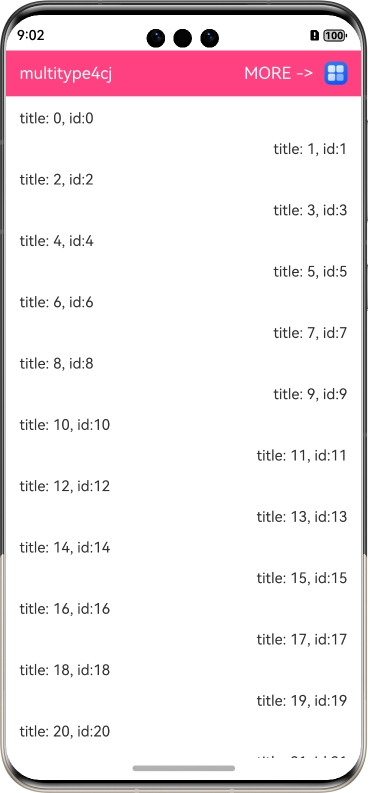 9:02 100
multitype4cj MORE ->
title: 0, id:0
title: 1, id:1
title: 2, id:2
title: 3, id:3
title: 4, id:4
title: 5, id:5
title: 6, id:6
title: 7, id:7
title: 8, id:8
title: 9, id:9
title: 10, id:10
title: 11, id:11
title: 12, id:12
title: 13, id:13
title: 14, id:14
title: 15, id:15
title: 16, id:16
title: 17, id:17
title: 18, id:18
title: 19, id:19
title: 20, id:20